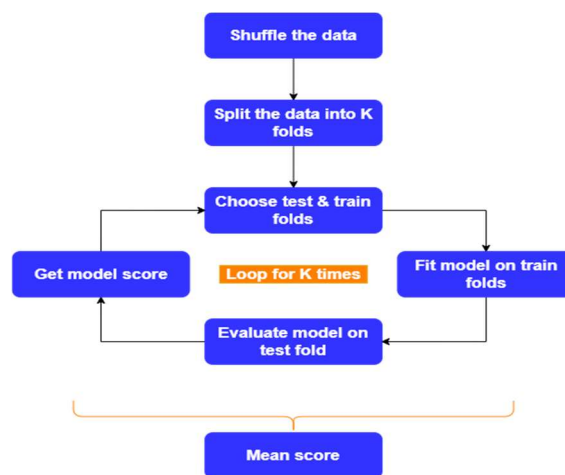 Shuffle the data
Split the data into K
folds
Choose test & train
folds
Get model score
Loop for K times
Fit model on train
folds
Evaluate model on
test fold
Mean score